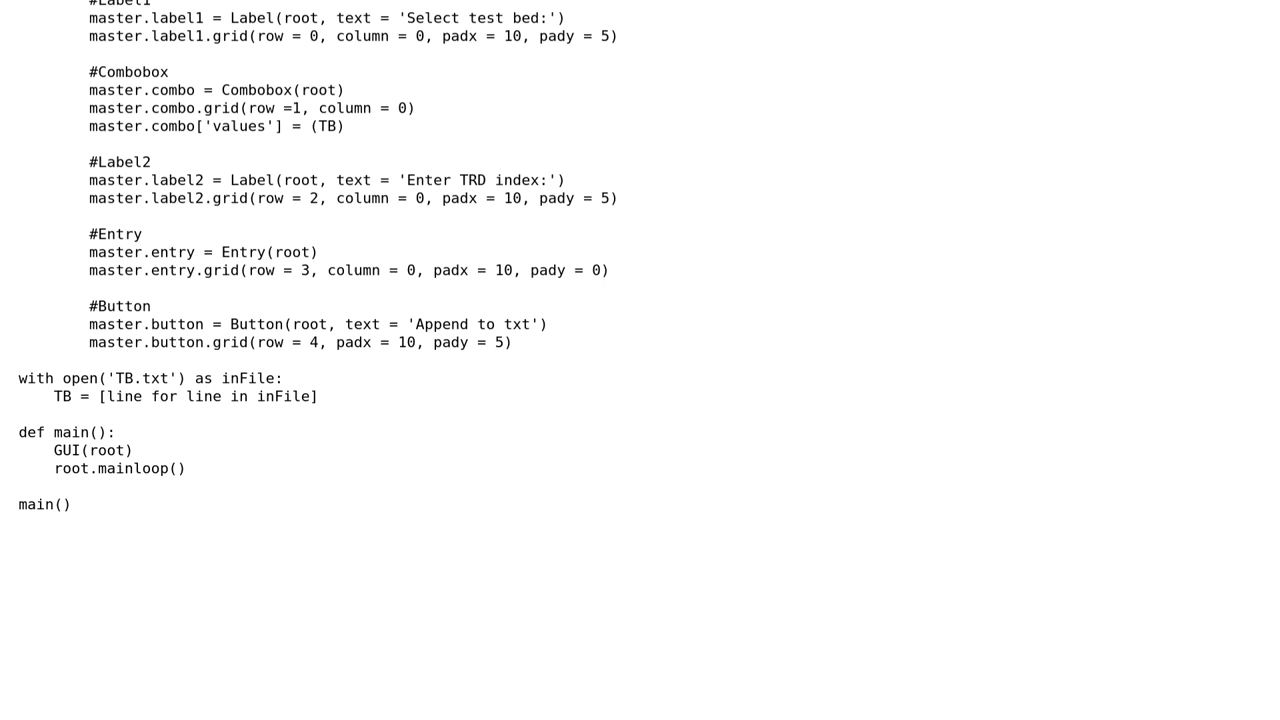 #Label1
master.label1 = Label(root, text = 'Select test bed:')
master.label1.grid(row = 0, column = 0, padx = 10, pady = 5)
#Combobox
master.combo = Combobox(root)
master.combo.grid(row =1, column = 0)
master.combo['values'] = (TB)
#Label2
master.label2 = Label(root, text = 'Enter TRD index:')
master.label2.grid(row = 2, column = 0, padx = 10, pady = 5)
#Entry
master.entry = Entry(root)
master.entry.grid(row = 3, column = 0, padx = 10, pady = 0)
#Button
master.button = Button(root, text = 'Append to txt')
master.button.grid(row = 4, padx = 10, pady = 5)
with open('TB.txt') as inFile:
TB = [line for line in inFile]
def main():
GUI(root)
root.mainloop()
main()